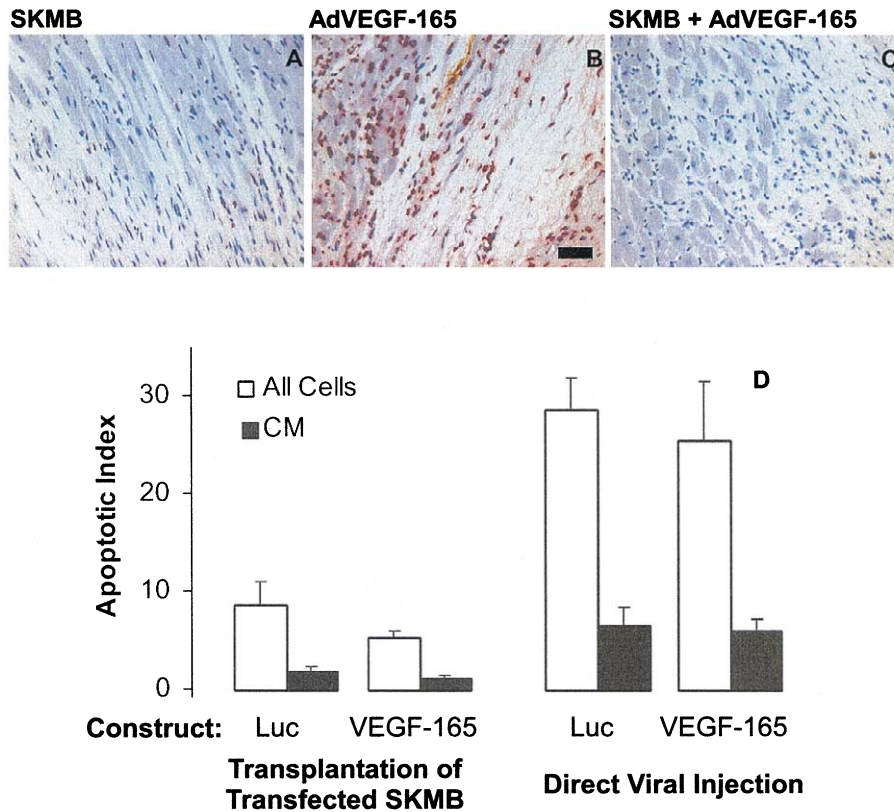 SKMB AdVEGF-165 SKMB + AdVEGF-165
A B C
D
All Cells
CM
30
20
10
0
Apoptotic Index
Construct: Luc VEGF-165 Luc VEGF-165
Transplantation of Transfected SKMB
Direct Viral Injection